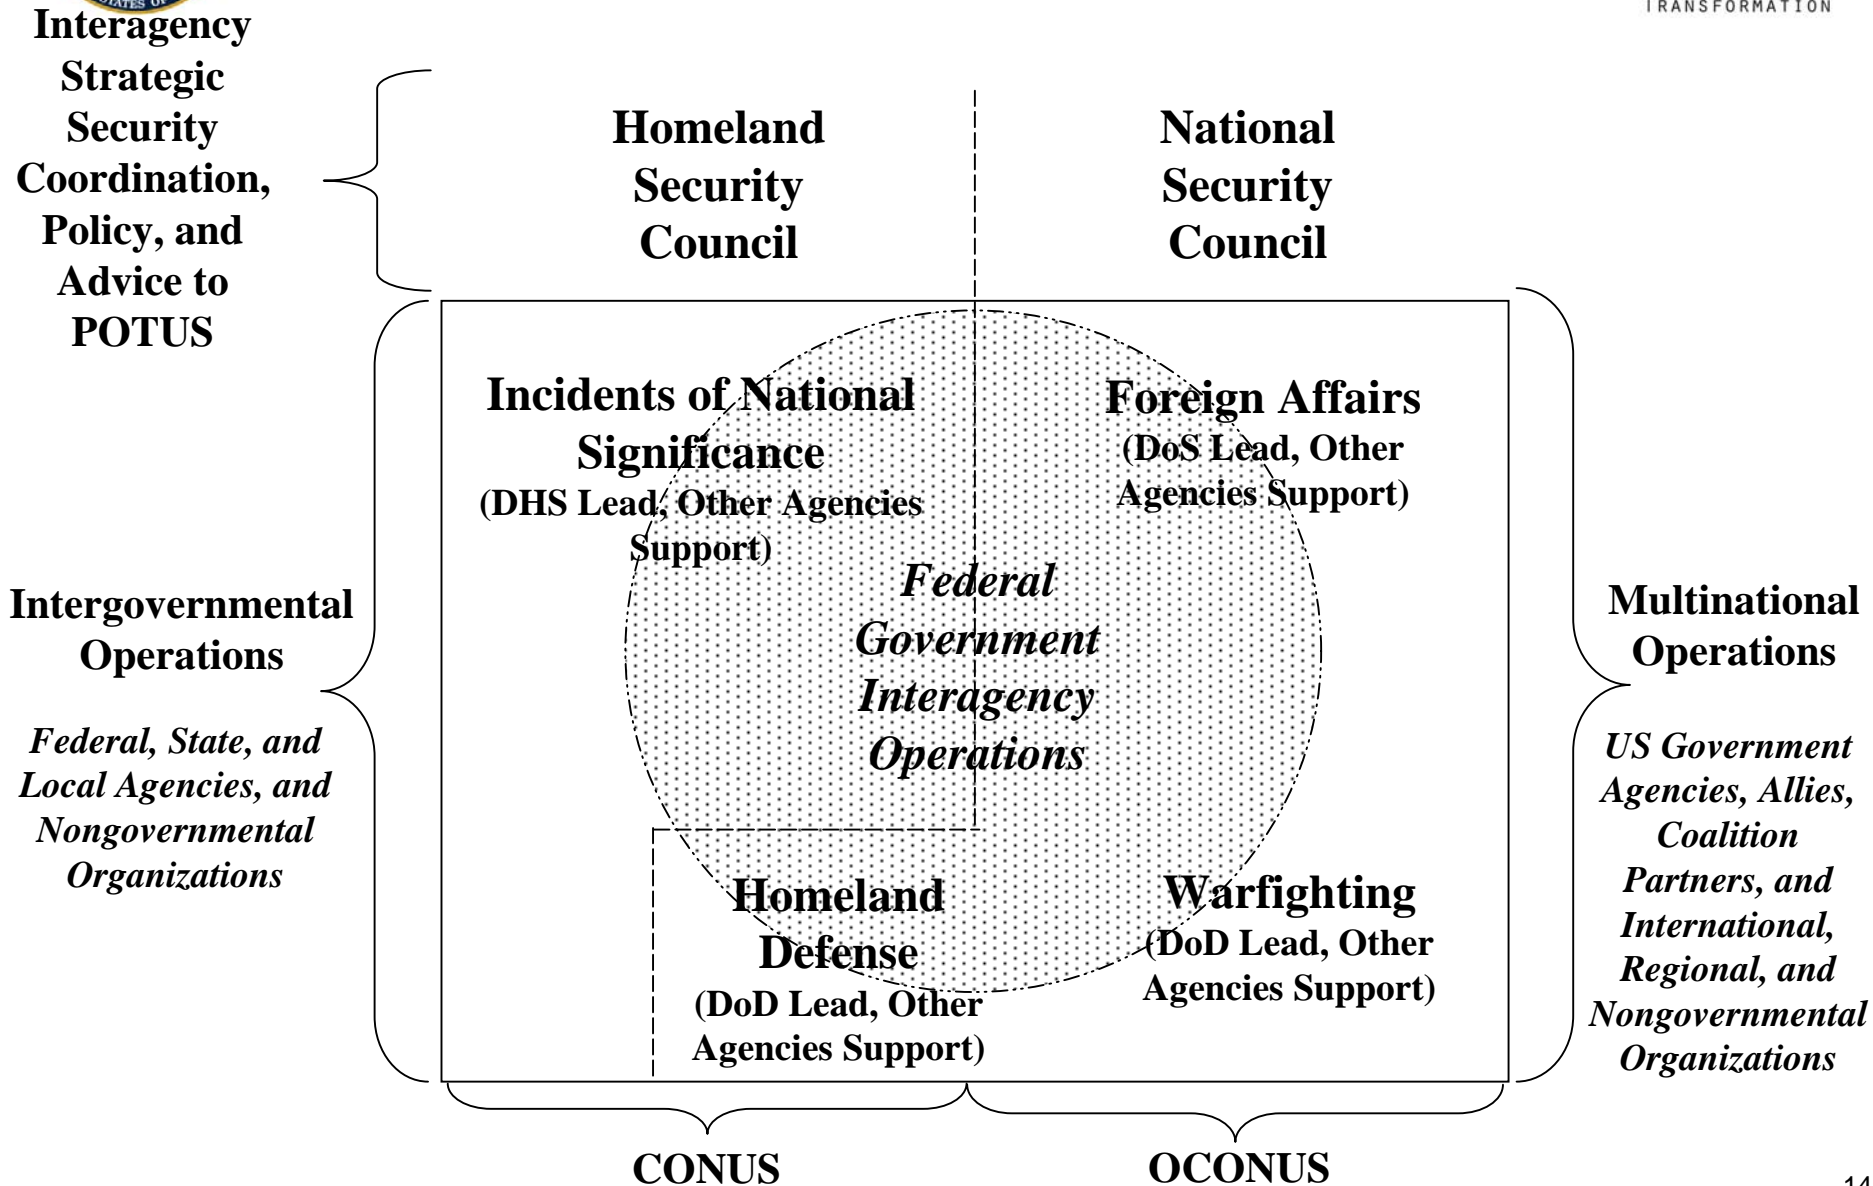 STATES OF
TRANSFORMATION
Interagency
Strategic
Security
Coordination,
Policy, and
Advice to
POTUS
Homeland
Security
Council
National
Security
Council
Incidents of National
Significance
(DHS Lead, Other Agencies
Support)
Foreign Affairs
(DoS Lead, Other
Agencies Support)
Federal
Government
Interagency
Operations
Intergovernmental
Operations
Federal, State, and
Local Agencies, and
Nongovernmental
Organizations
Multinational
Operations
US Government
Agencies, Allies,
Coalition
Partners, and
International,
Regional, and
Nongovernmental
Organizations
Homeland
Defense
(DoD Lead, Other
Agencies Support)
Warfighting
(DoD Lead, Other
Agencies Support)
CONUS
OCONUS
14